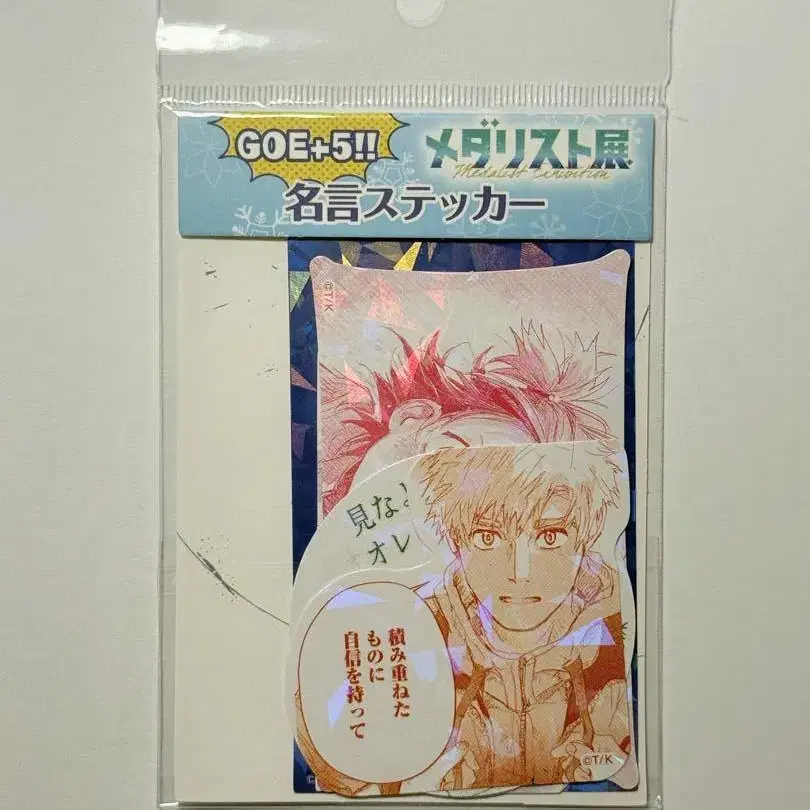 GOE+5!!
メダリスト展
Medalist Exhibition
名言ステッカー
©T/K
見な
オレ
積み重ねた
ものに
自信を持って
©T/K
©